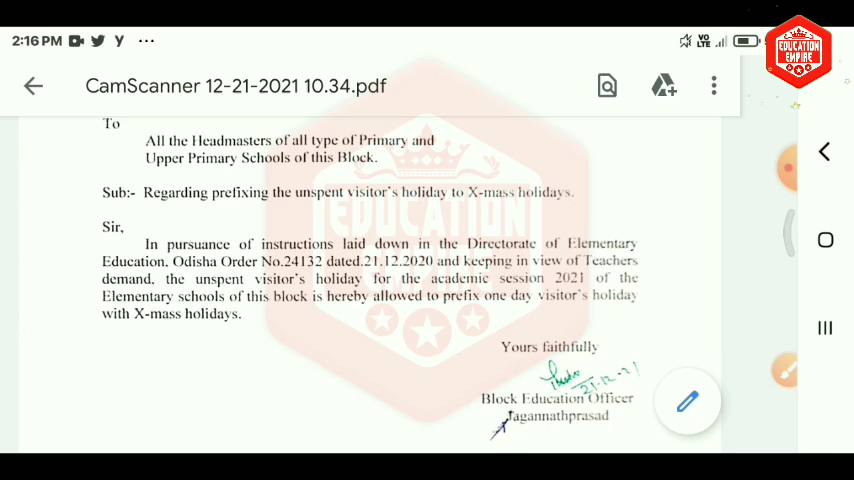 2:16 PM
VO
LTE
EDUCATION
EMPIRE
CamScanner 12-21-2021 10.34.pdf
To
All the Headmasters of all type of Primary and
Upper Primary Schools of this Block.
Sub:- Regarding prefixing the unspent visitor's holiday to X-mass holidays.
Sir,
In pursuance of instructions laid down in the Directorate of Elementary
Education, Odisha Order No.24132 dated.21.12.2020 and keeping in view of Teachers
demand, the unspent visitor's holiday for the academic session 2021 of the
Elementary schools of this block is hereby allowed to prefix one day visitor's holiday
with X-mass holidays.
EDUCATION
EMPIRE
Yours faithfully
21-12-21
Block Education Officer
Jagannathprasad